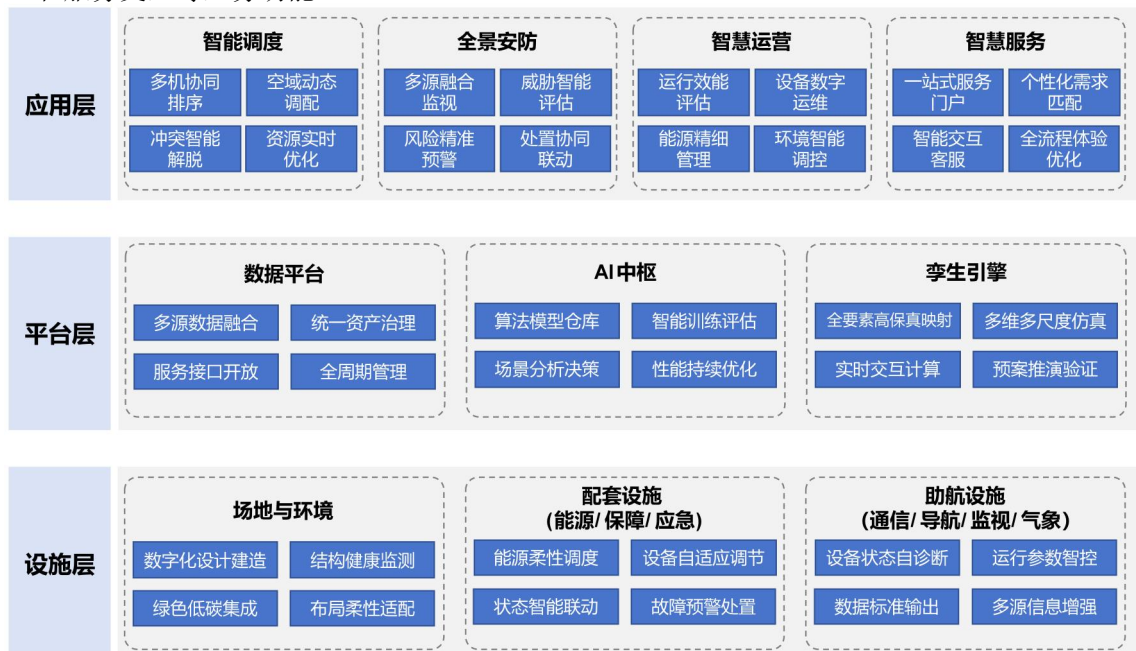 智能调度
全景安防
智慧运营
智慧服务
应用层
多机协同
排序
空域动态
调配
冲突智能
解脱
资源实时
优化
多源融合
监视
威胁智能
评估
风险精准
预警
处置协同
联动
运行效能
评估
设备数字
运维
能源精细
管理
环境智能
调控
一站式服务
门户
个性化需求
匹配
智能交互
客服
全流程体验
优化
平台层
数据平台
多源数据融合
统一资产治理
服务接口开放
全周期管理
AI中枢
算法模型仓库
智能训练评估
场景分析决策
性能持续优化
孪生引擎
全要素高保真映射
多维多尺度仿真
实时交互计算
预案推演验证
设施层
场地与环境
数字化设计建造
结构健康监测
绿色低碳集成
布局柔性适配
配套设施
(能源/保障/应急)
能源柔性调度
设备自适应调节
状态智能联动
故障预警处置
助航设施
(通信/导航/监视/气象)
设备状态自诊断
运行参数智控
数据标准输出
多源信息增强